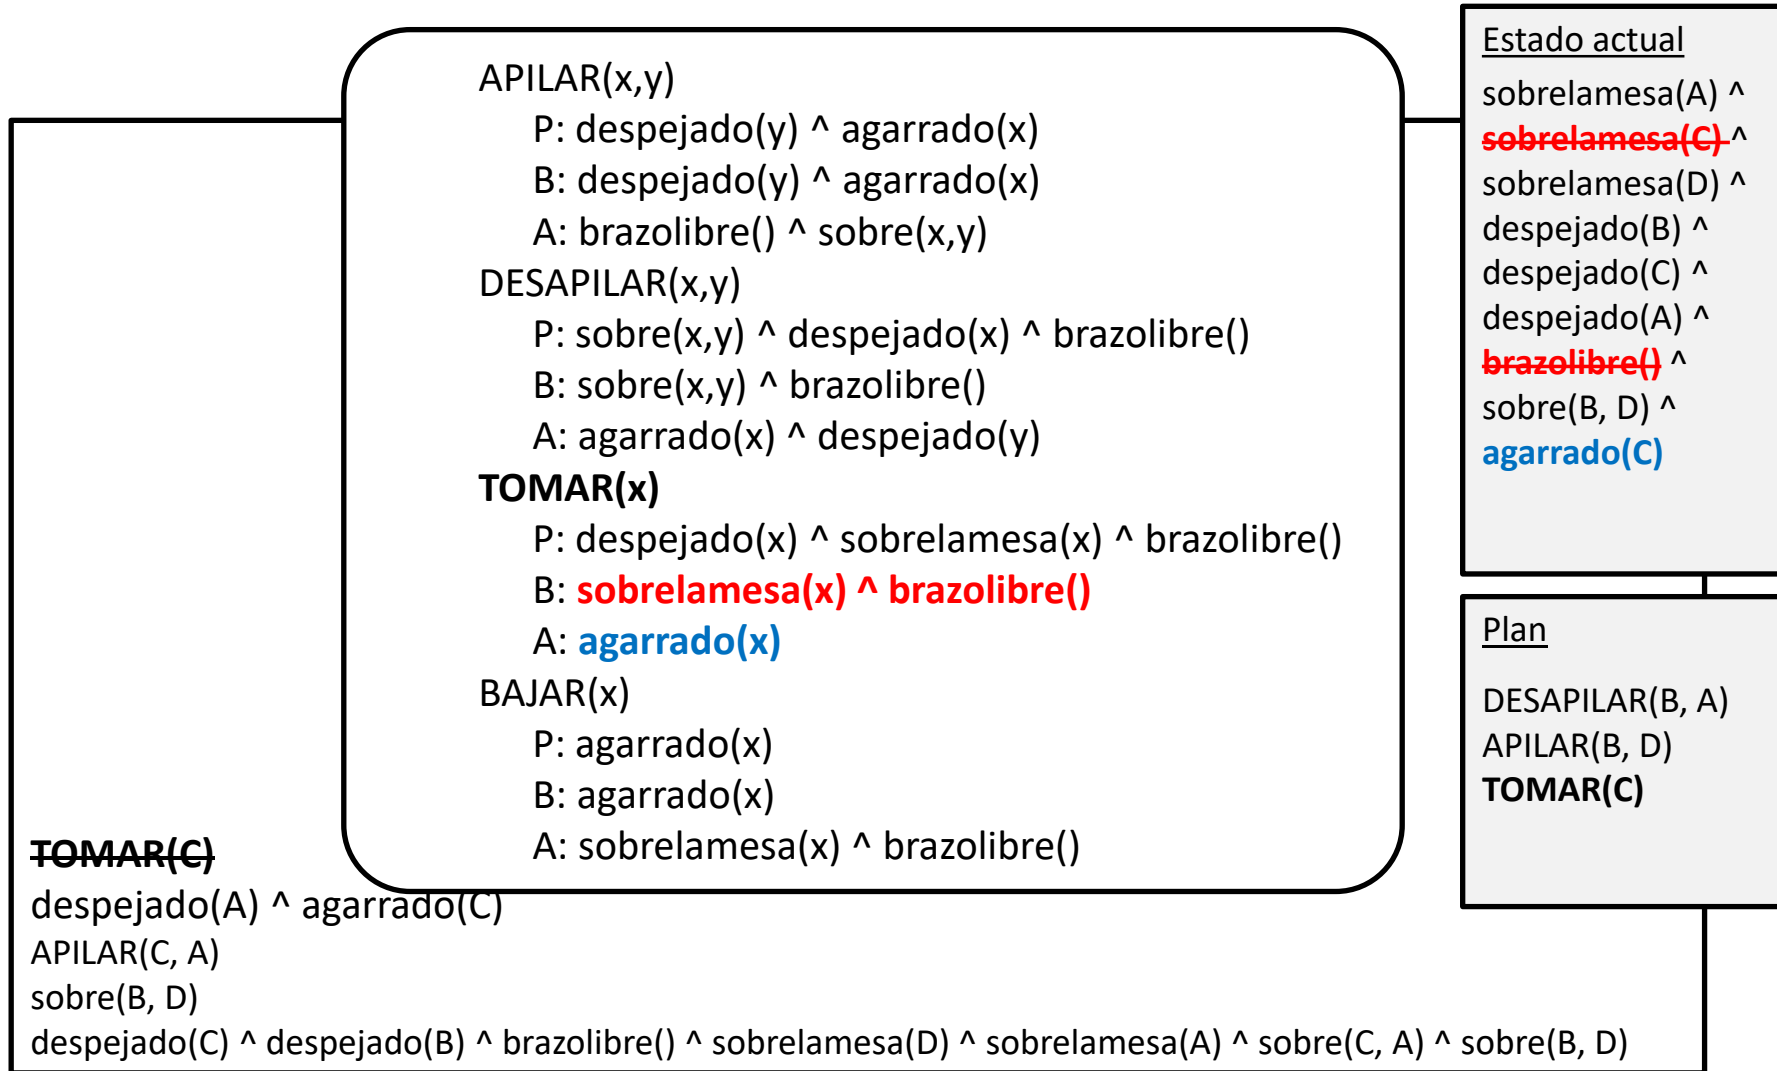 APILAR(x,y)
P: despejado(y) ^ agarrado(x)
B: despejado(y) ^ agarrado(x)
A: brazolibre() ^ sobre(x,y)
DESAPILAR(x,y)
P: sobre(x,y) ^ despejado(x) ^ brazolibre()
B: sobre(x,y) ^ brazolibre()
A: agarrado(x) ^ despejado(y)
TOMAR(x)
P: despejado(x) ^ sobrelamesa(x) ^ brazolibre()
B: sobrelamesa(x) ^ brazolibre()
A: agarrado(x)
BAJAR(x)
P: agarrado(x)
B: agarrado(x)
A: sobrelamesa(x) ^ brazolibre()
Estado actual
sobrelamesa(A) ^
sobrelamesa(C) ^
sobrelamesa(D) ^
despejado(B) ^
despejado(C) ^
despejado(A) ^
brazolibre() ^
sobre(B, D) ^
agarrado(C)
Plan
DESAPILAR(B, A)
APILAR(B, D)
TOMAR(C)
TOMAR(C)
despejado(A) ^ agarrado(C)
APILAR(C, A)
sobre(B, D)
despejado(C) ^ despejado(B) ^ brazolibre() ^ sobrelamesa(D) ^ sobrelamesa(A) ^ sobre(C, A) ^ sobre(B, D)